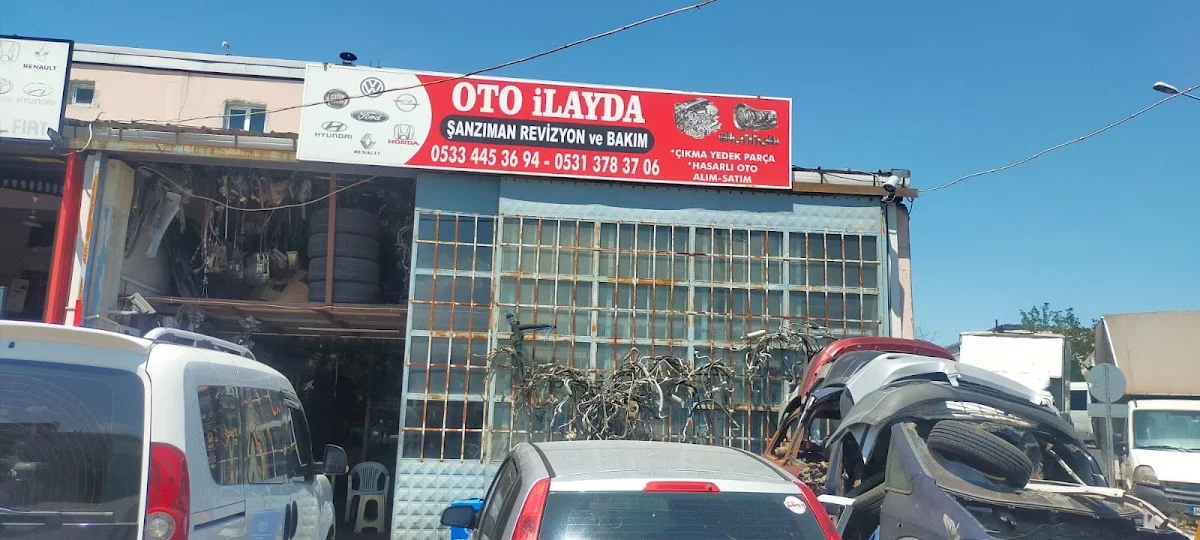 RENAULT
HYUNDAI
FIAT
Ford
HYUNDAI
RENAULT
HONDA
OTO iLAYDA
ŞANZIMAN REVİZYON ve BAKIM
0533 445 36 94 - 0531 378 37 06
*ÇIKMA YEDEK PARÇA
*HASARLI OTO
ALIM-SATIM